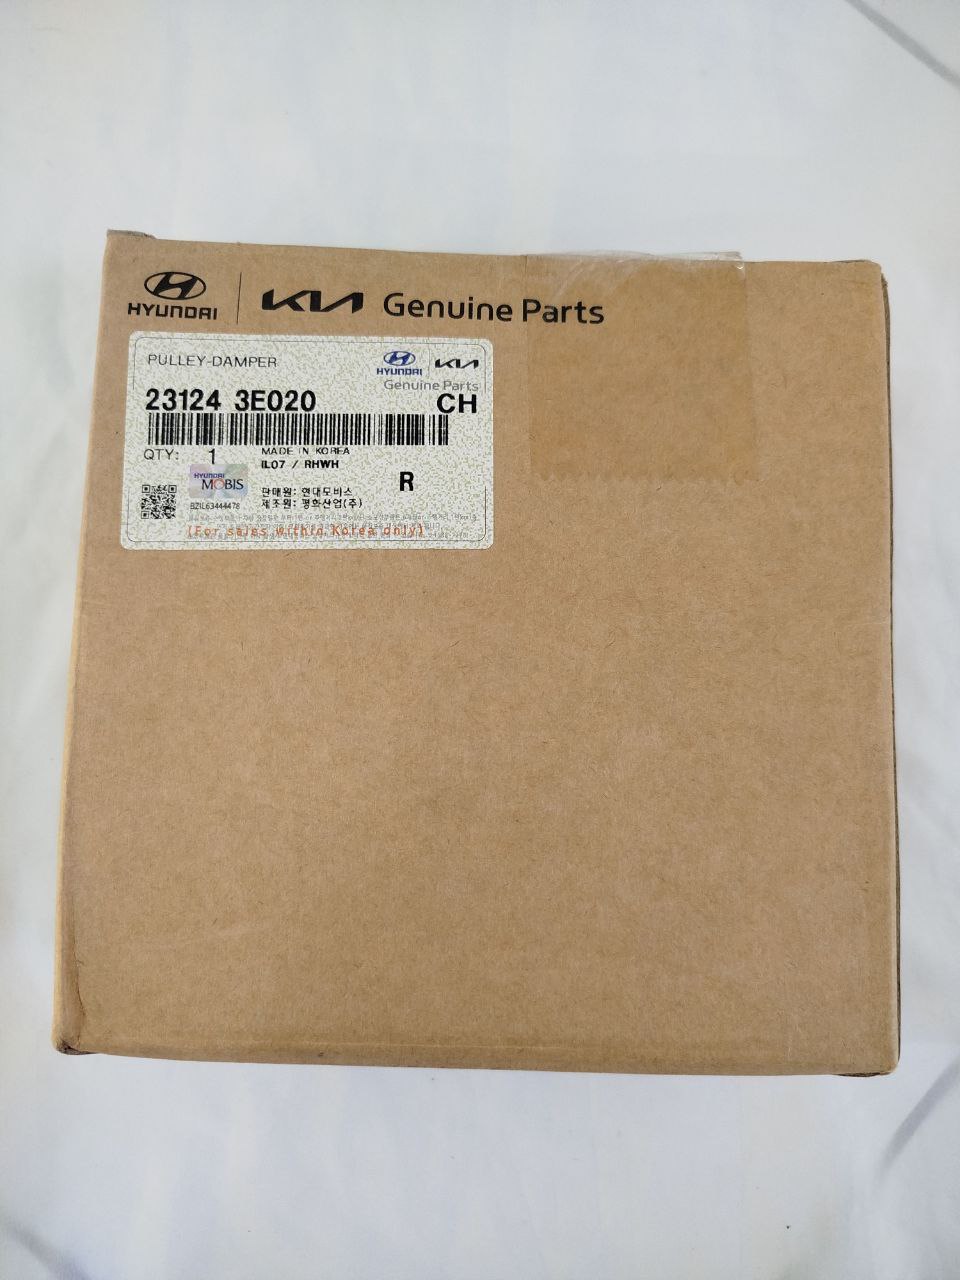 HYUNDAI KIA Genuine Parts
PULLEY-DAMPER
HYUNDAI KIA
Genuine Parts
23124 3E020 CH
QTY: 1
MADE IN KOREA
IL07 / RHWH
R
HYUNDAI
MOBIS
BZIL63444478
판매원: 현대모비스
제조원: 평화산업(주)
(For sales within Korea only)